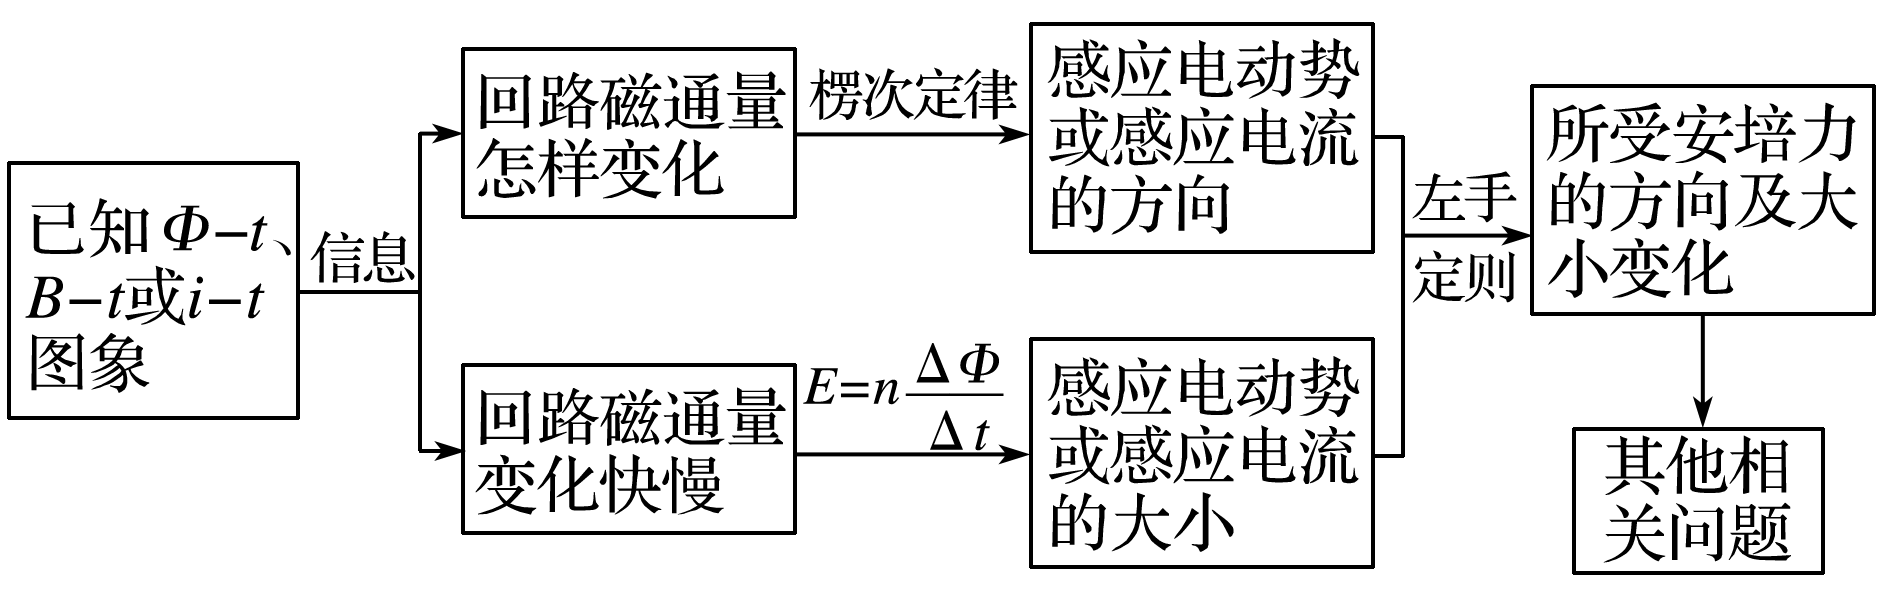 已知Φ-t、
B-t或i-t
图象
信息
回路磁通量
怎样变化
楞次定律
感应电动势
或感应电流
的方向
回路磁通量
变化快慢
E=n ΔΦ/Δt
感应电动势
或感应电流
的大小
左手
定则
所受安培力
的方向及大
小变化
其他相
关问题